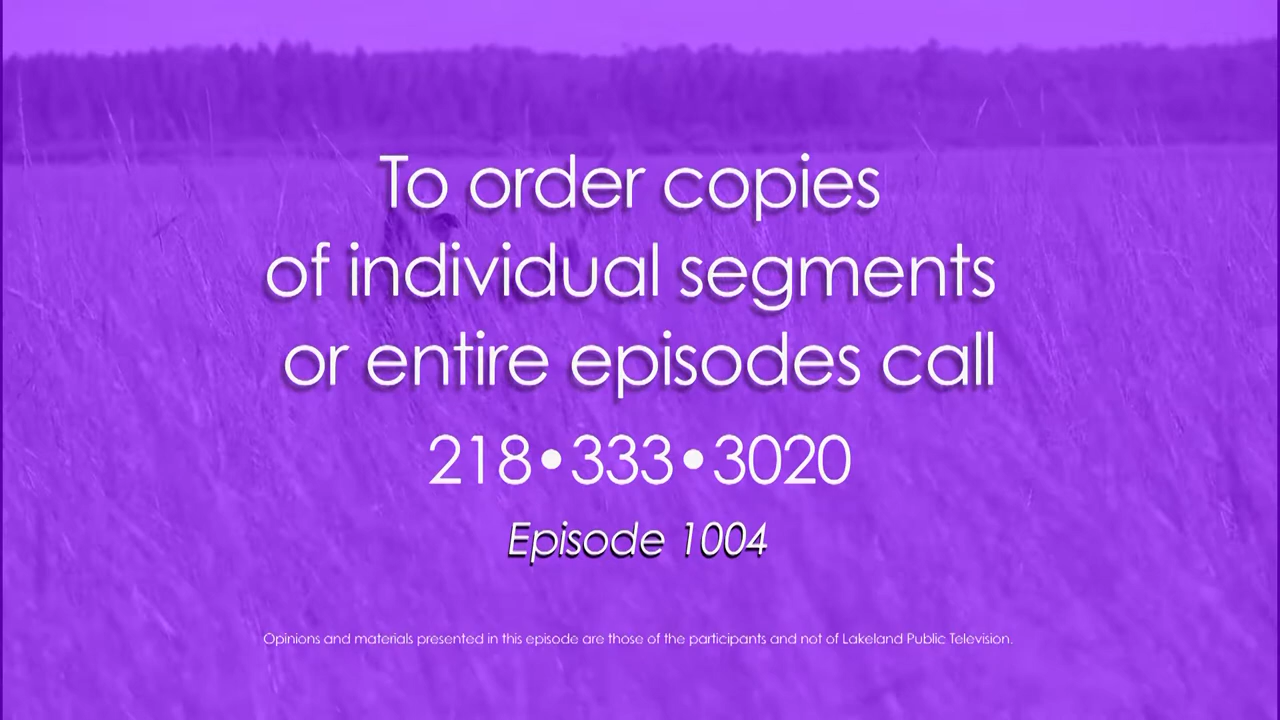 To order copies
of individual segments
or entire episodes call
218•333•3020
Episode 1004
Opinions and materials presented in this episode are those of the participants and not of Lakeland Public Television.